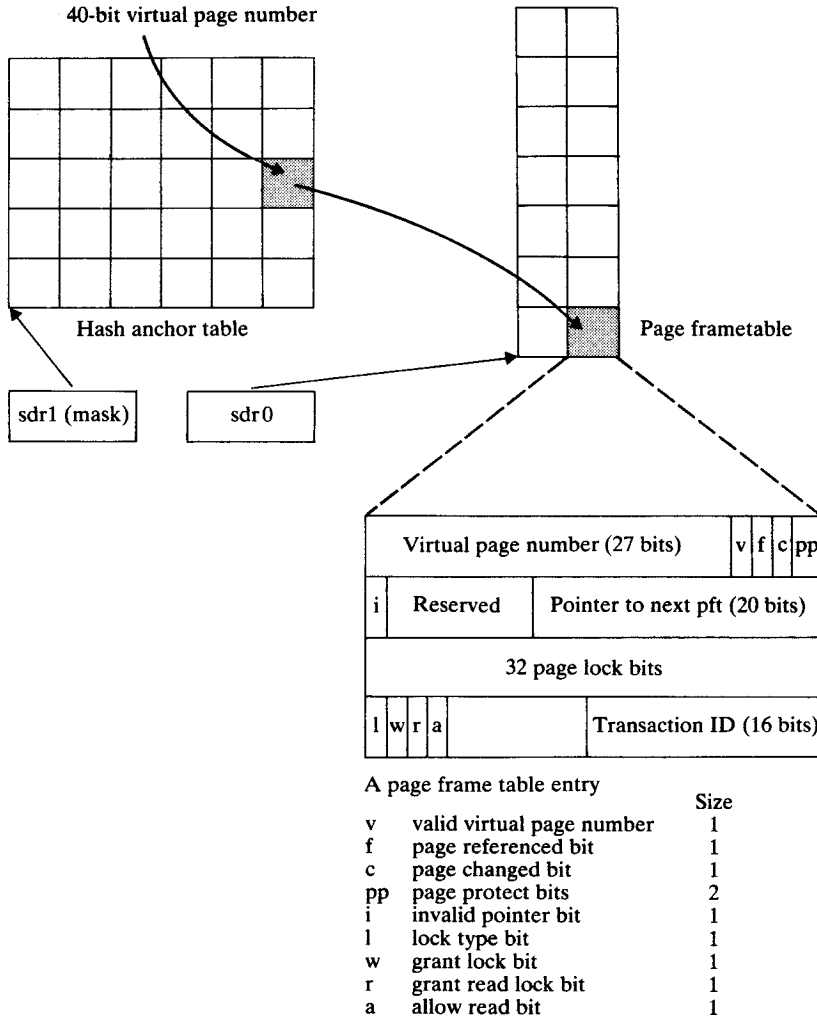 40-bit virtual page number
Hash anchor table
Page frametable
sdr1 (mask)
sdr0
Virtual page number (27 bits) v f c pp
i Reserved Pointer to next pft (20 bits)
32 page lock bits
l w r a Transaction ID (16 bits)
A page frame table entry
Size
v valid virtual page number 1
f page referenced bit 1
c page changed bit 1
pp page protect bits 2
i invalid pointer bit 1
l lock type bit 1
w grant lock bit 1
r grant read lock bit 1
a allow read bit 1